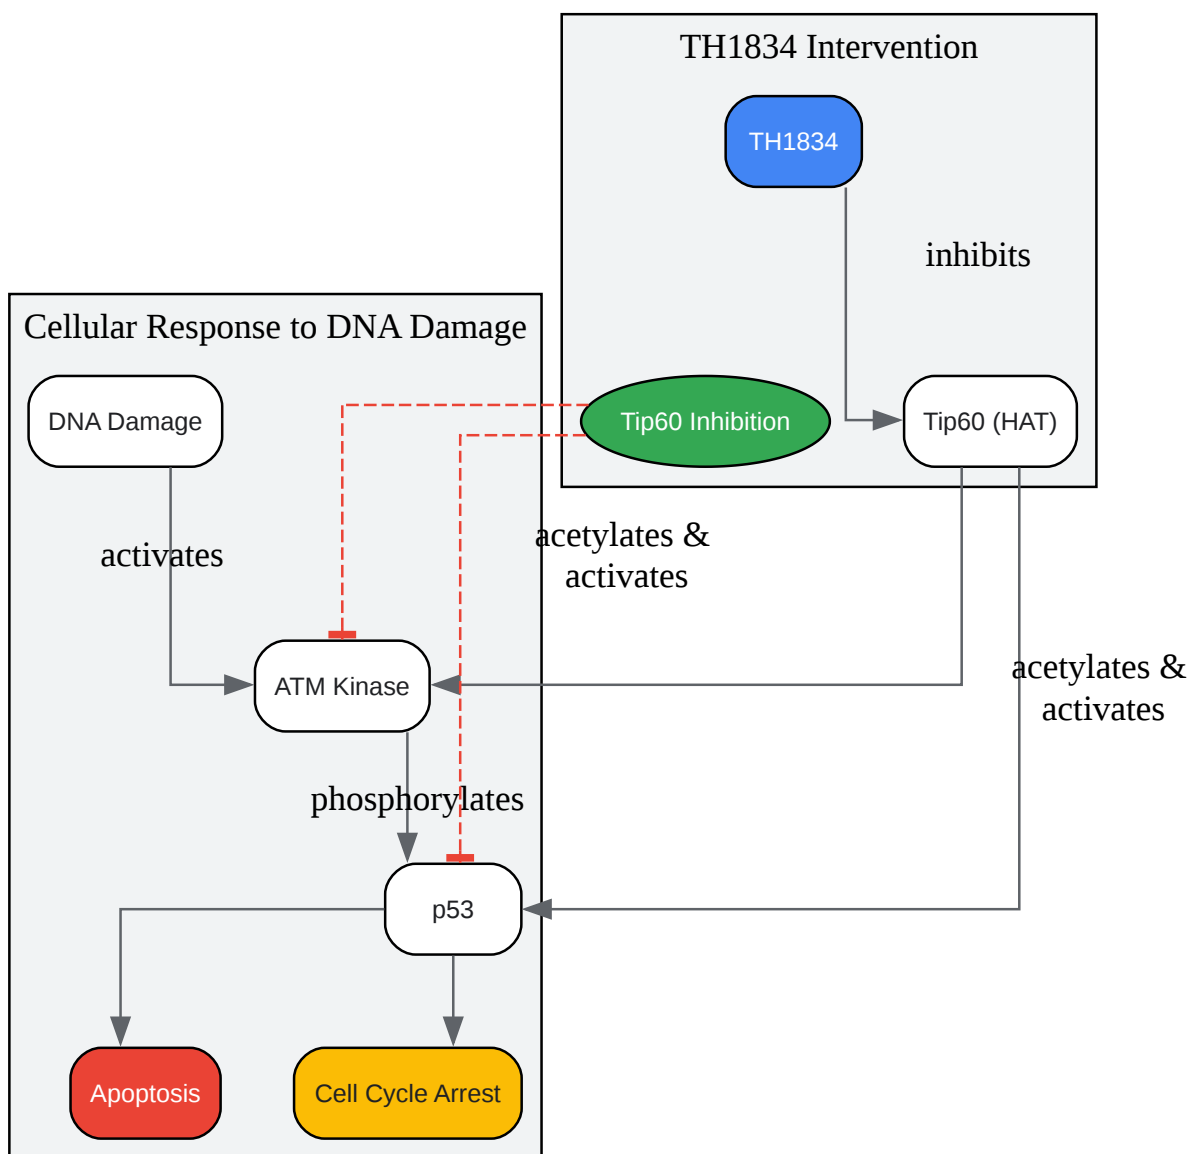 TH1834 Intervention
TH1834
inhibits
Cellular Response to DNA Damage
DNA Damage
Tip60 Inhibition
Tip60 (HAT)
activates
acetylates &
activates
ATM Kinase
acetylates &
activates
phosphorylates
p53
Apoptosis
Cell Cycle Arrest